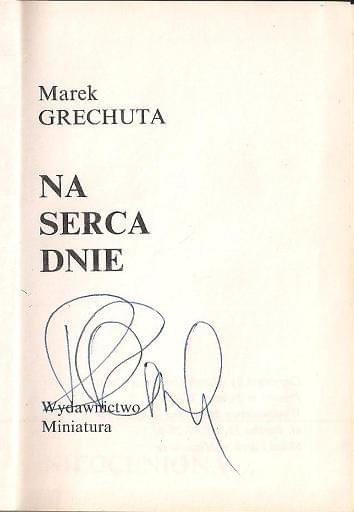 Marek
GRECHUTA
NA
SERCA
DNIE
Wydawnictwo
Miniatura